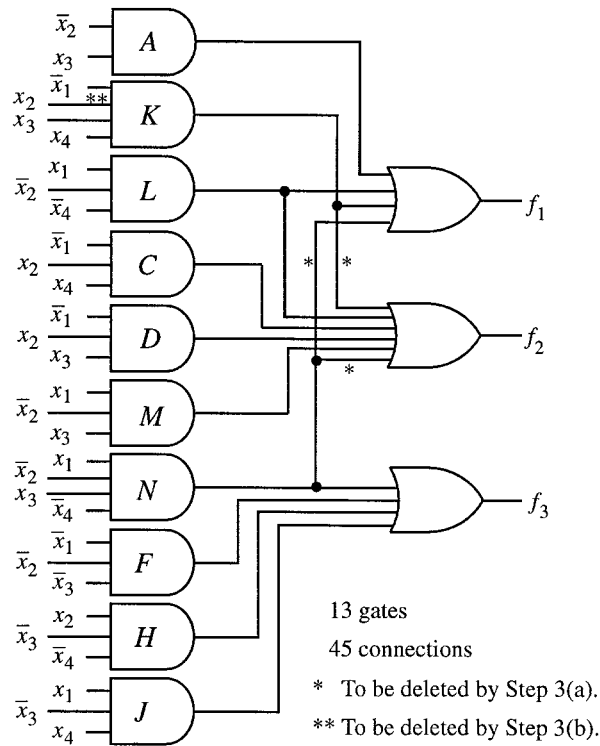 x̅₂
x₃
A
x̅₁
x₂ **
x₃
x₄
K
x₁
x̅₂
x̅₄
L
x̅₁
x₂
x₄
C
x̅₁
x₂
x₃
D
x₁
x̅₂
x₃
M
x₁
x̅₂
x₃
x̅₄
N
x̅₁
x̅₂
x̅₃
F
x₂
x̅₃
x̅₄
H
x₁
x̅₃
x₄
J
f₁
* *
f₂
*
f₃
13 gates
45 connections
* To be deleted by Step 3(a).
** To be deleted by Step 3(b).